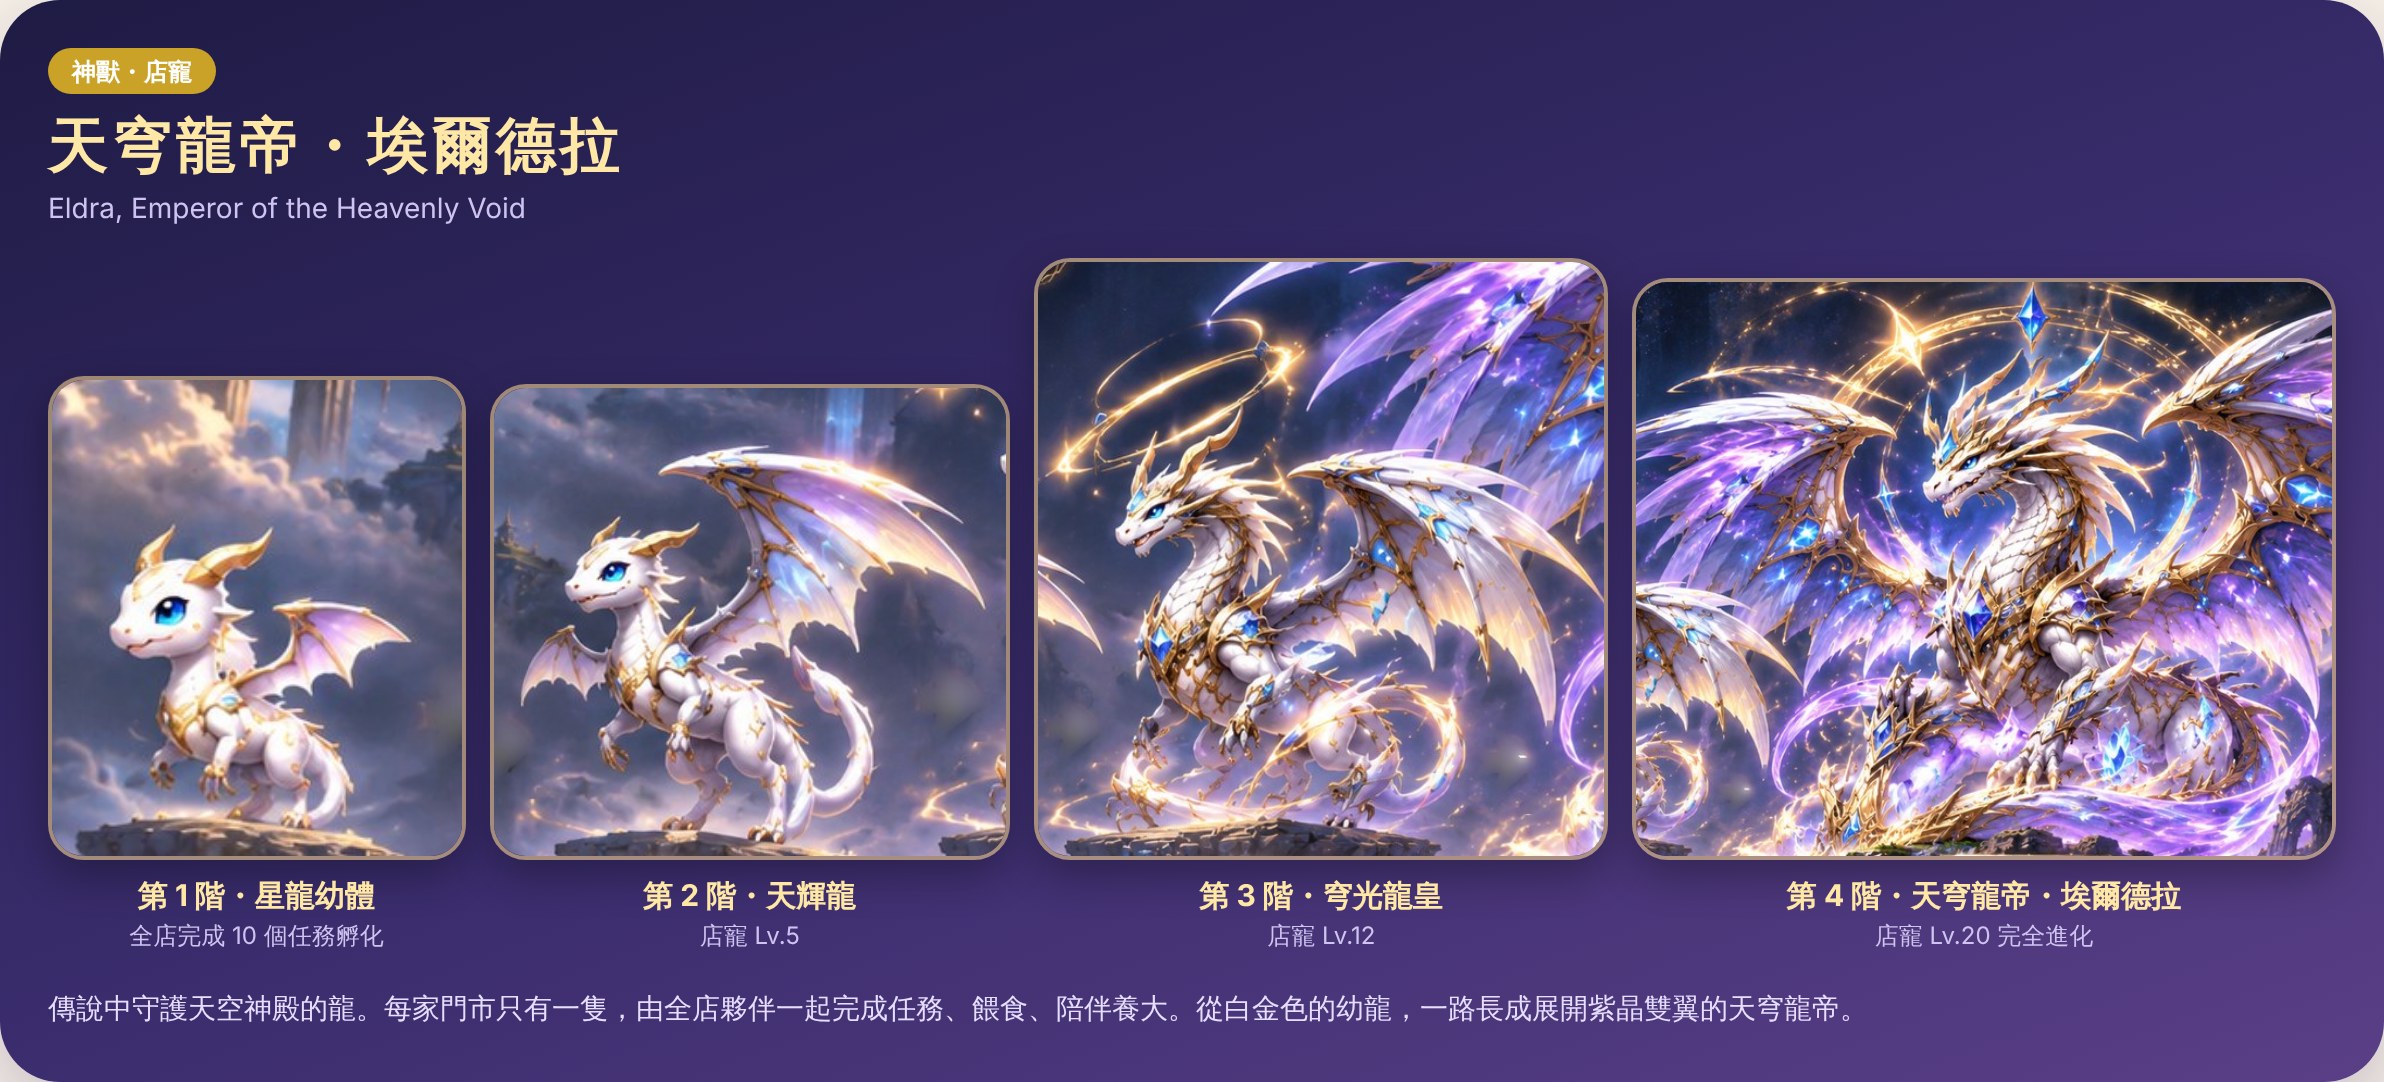 神獸・店寵
天穹龍帝・埃爾德拉
Eldra, Emperor of the Heavenly Void
第 1 階・星龍幼體
全店完成 10 個任務孵化
第 2 階・天輝龍
店寵 Lv.5
第 3 階・穹光龍皇
店寵 Lv.12
第 4 階・天穹龍帝・埃爾德拉
店寵 Lv.20 完全進化
傳說中守護天空神殿的龍。每家門市只有一隻，由全店夥伴一起完成任務、餵食、陪伴養大。從白金色的幼龍，一路長成展開紫晶雙翼的天穹龍帝。